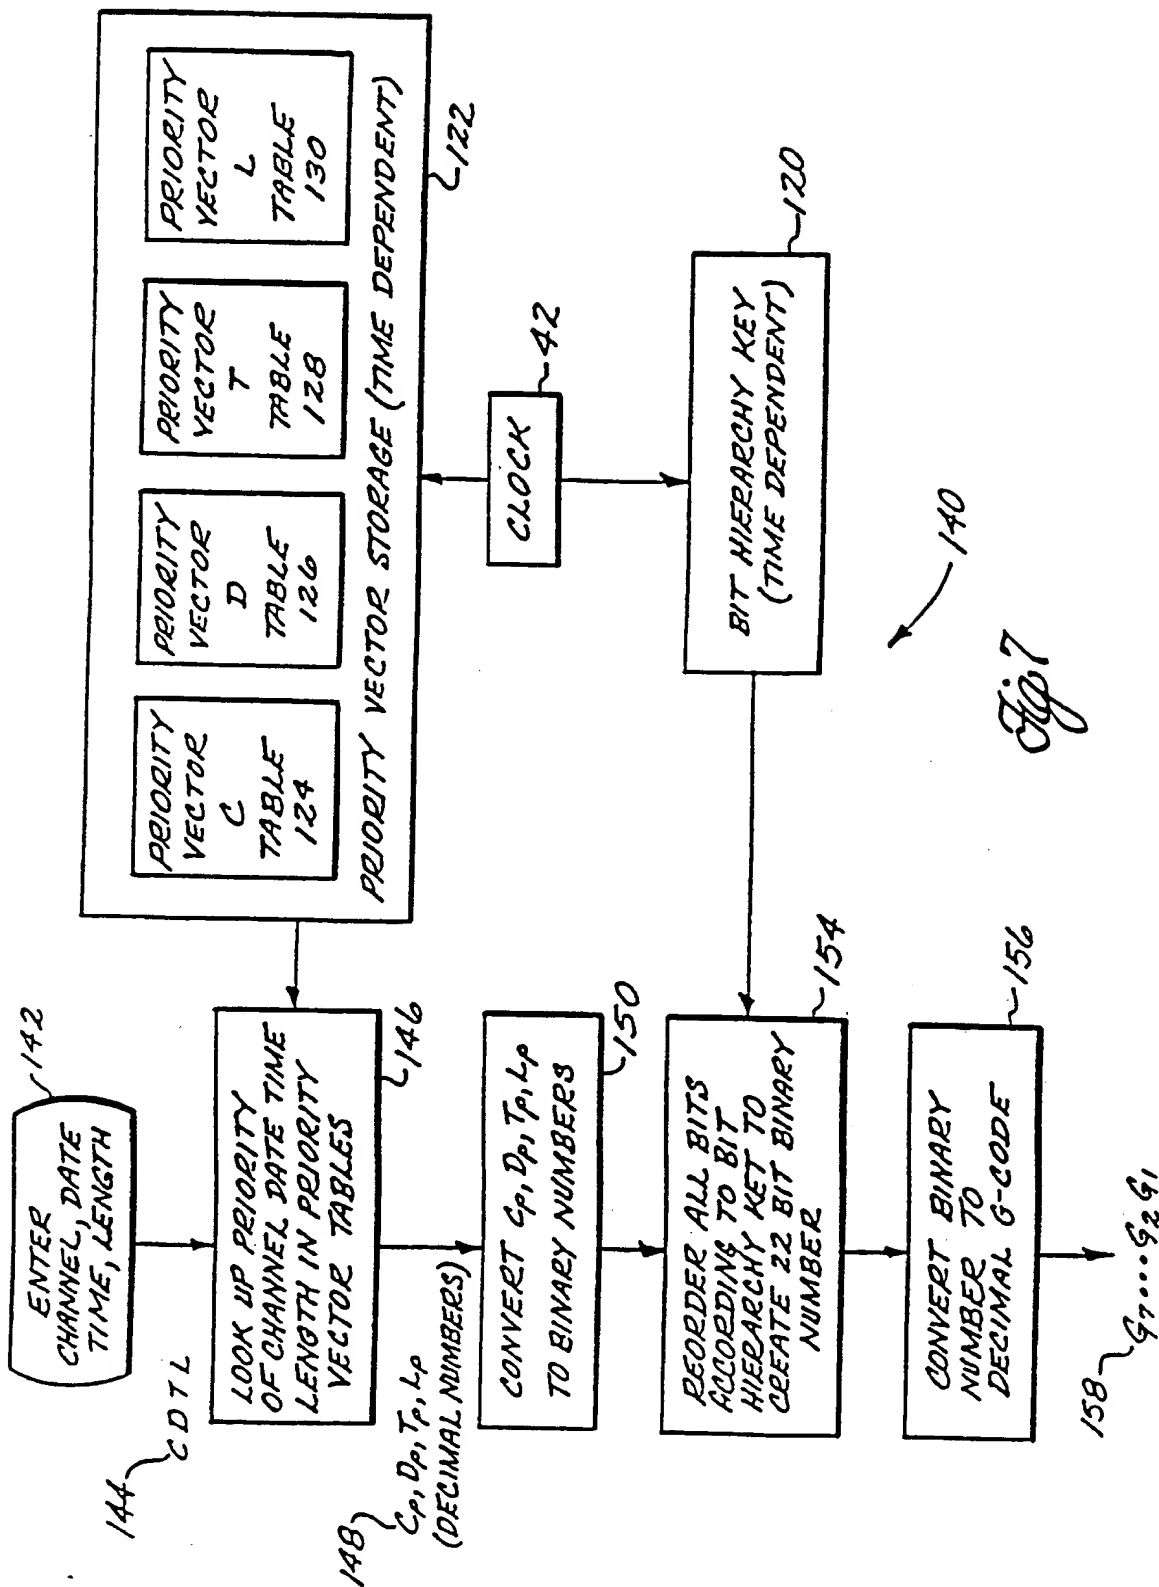 ENTER
CHANNEL, DATE
TIME, LENGTH
142
144
C D T L
LOOK UP PRIORITY
OF CHANNEL DATE TIME
LENGTH IN PRIORITY
VECTOR TABLES
146
148
Cp, Dp, Tp, Lp
(DECIMAL NUMBERS)
CONVERT Cp, Dp, Tp, Lp
TO BINARY NUMBERS
150
REORDER ALL BITS
ACCORDING TO BIT
HIERARCHY KET TO
CREATE 22 BIT BINARY
NUMBER
154
CONVERT BINARY
NUMBER TO
DECIMAL G-CODE
156
158
G7....G2G1
PRIORITY
VECTOR
C
TABLE
124
PRIORITY
VECTOR
D
TABLE
126
PRIORITY
VECTOR
T
TABLE
128
PRIORITY
VECTOR
L
TABLE
130
PRIORITY VECTOR STORAGE (TIME DEPENDENT)
122
CLOCK
42
BIT HIERARCHY KEY
(TIME DEPENDENT)
120
140
Fig. 7